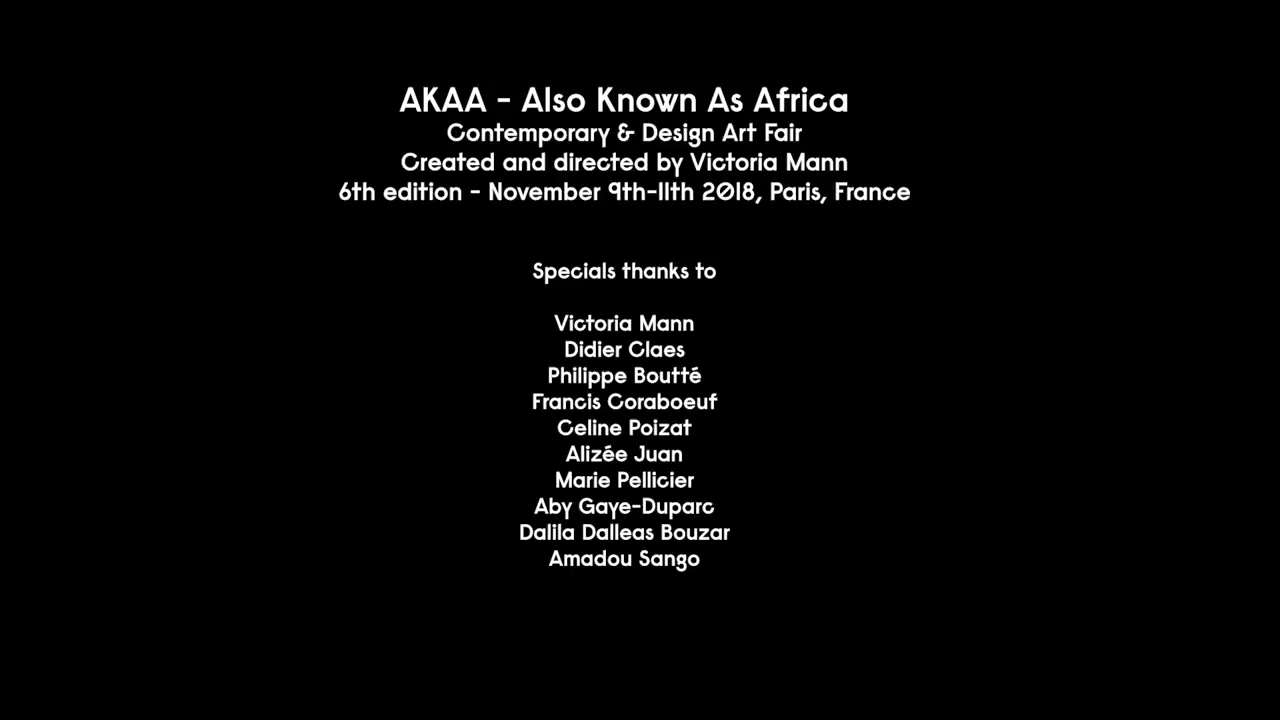 AKAA - Also Known As Africa
Contemporary & Design Art Fair
Created and directed by Victoria Mann
6th edition - November 9th-11th 2018, Paris, France
Specials thanks to
Victoria Mann
Didier Claes
Philippe Boutté
Francis Coraboeuf
Celine Poizat
Alizée Juan
Marie Pellicier
Aby Gaye-Duparc
Dalila Dalleas Bouzar
Amadou Sango